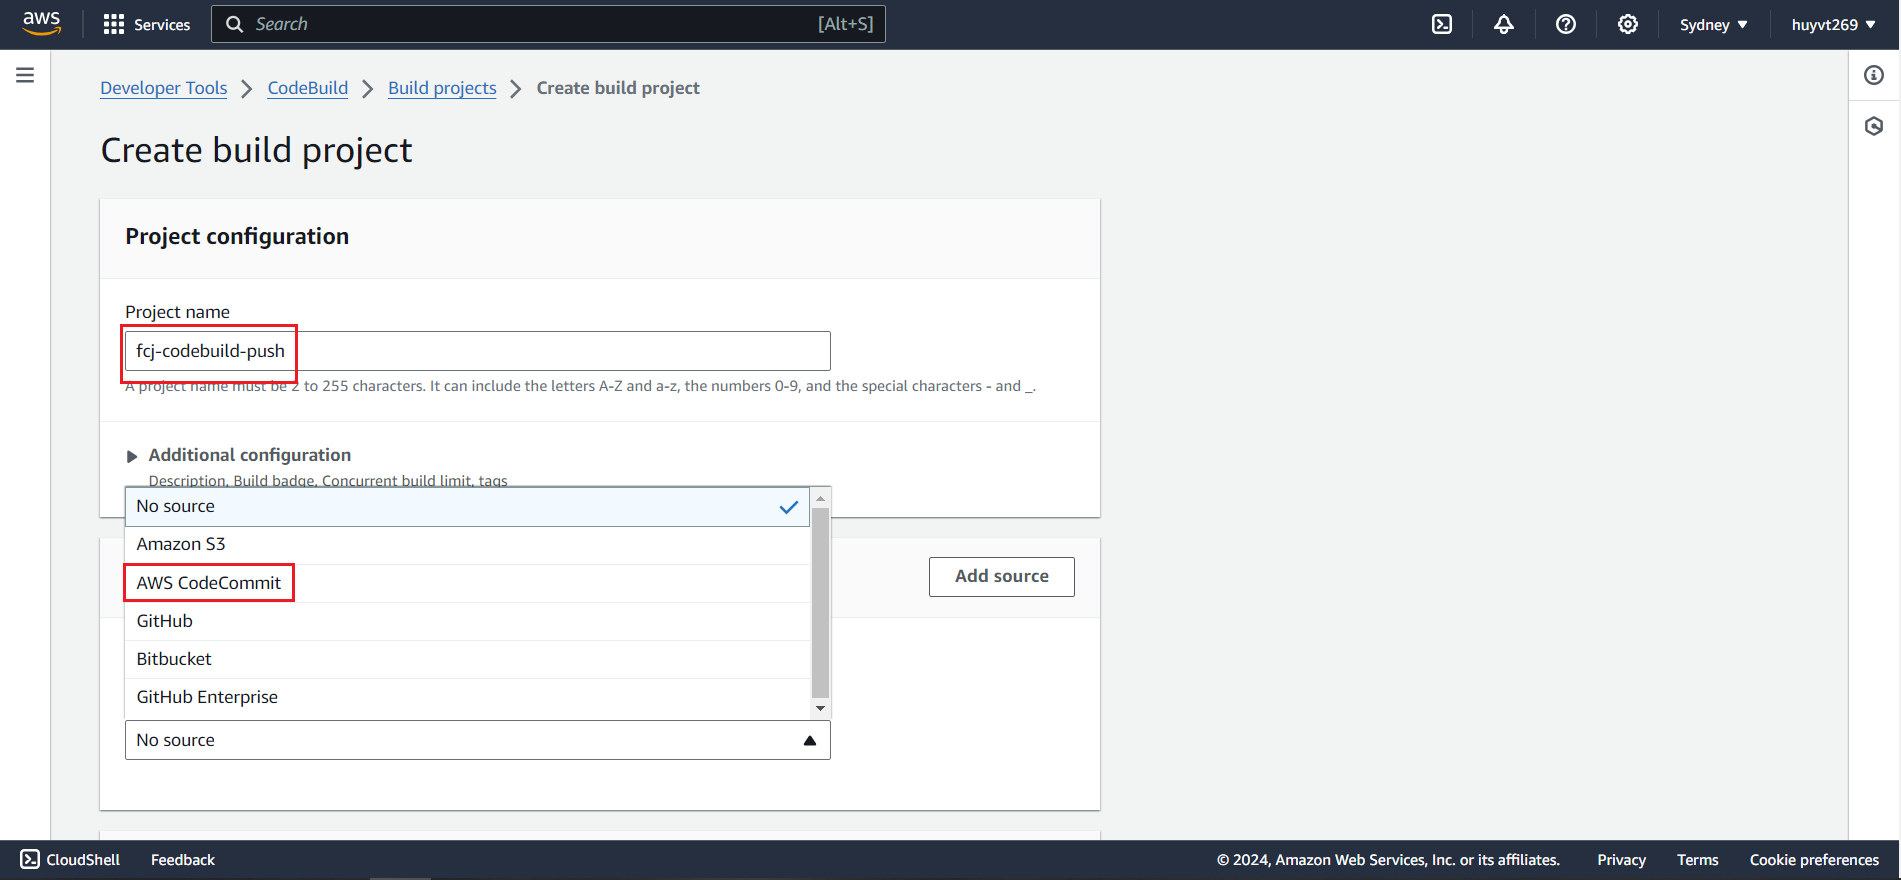 aws Services Search [Alt+S] Sydney huyvt269
Developer Tools CodeBuild Build projects Create build project
Create build project
Project configuration
Project name
fcj-codebuild-push
A project name must be 2 to 255 characters. It can include the letters A-Z and a-z, the numbers 0-9, and the special characters - and _.
Additional configuration
Description, Build badge, Concurrent build limit, tags
No source
Amazon S3
AWS CodeCommit
Add source
GitHub
Bitbucket
GitHub Enterprise
No source
CloudShell Feedback © 2024, Amazon Web Services, Inc. or its affiliates. Privacy Terms Cookie preferences